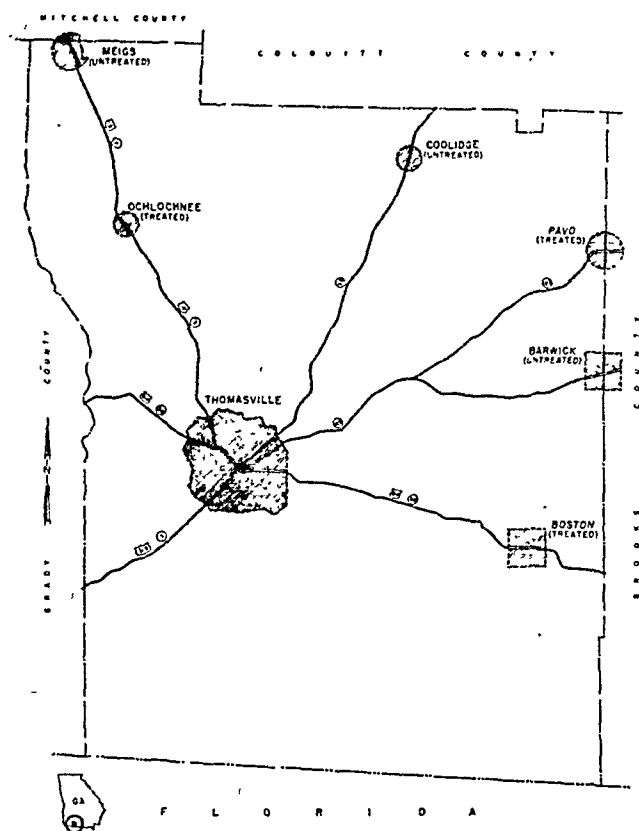 MITCHELL COUNTY
MEIGS
(UNTREATED)
COLQUITT COUNTY
COOLIDGE
(UNTREATED)
OCHLOCHNEE
(TREATED)
PAVO
(TREATED)
BARWICK
(UNTREATED)
THOMASVILLE
BOSTON
(TREATED)
GRADY COUNTY
N
BROOKS COUNTY
GA
FLORIDA